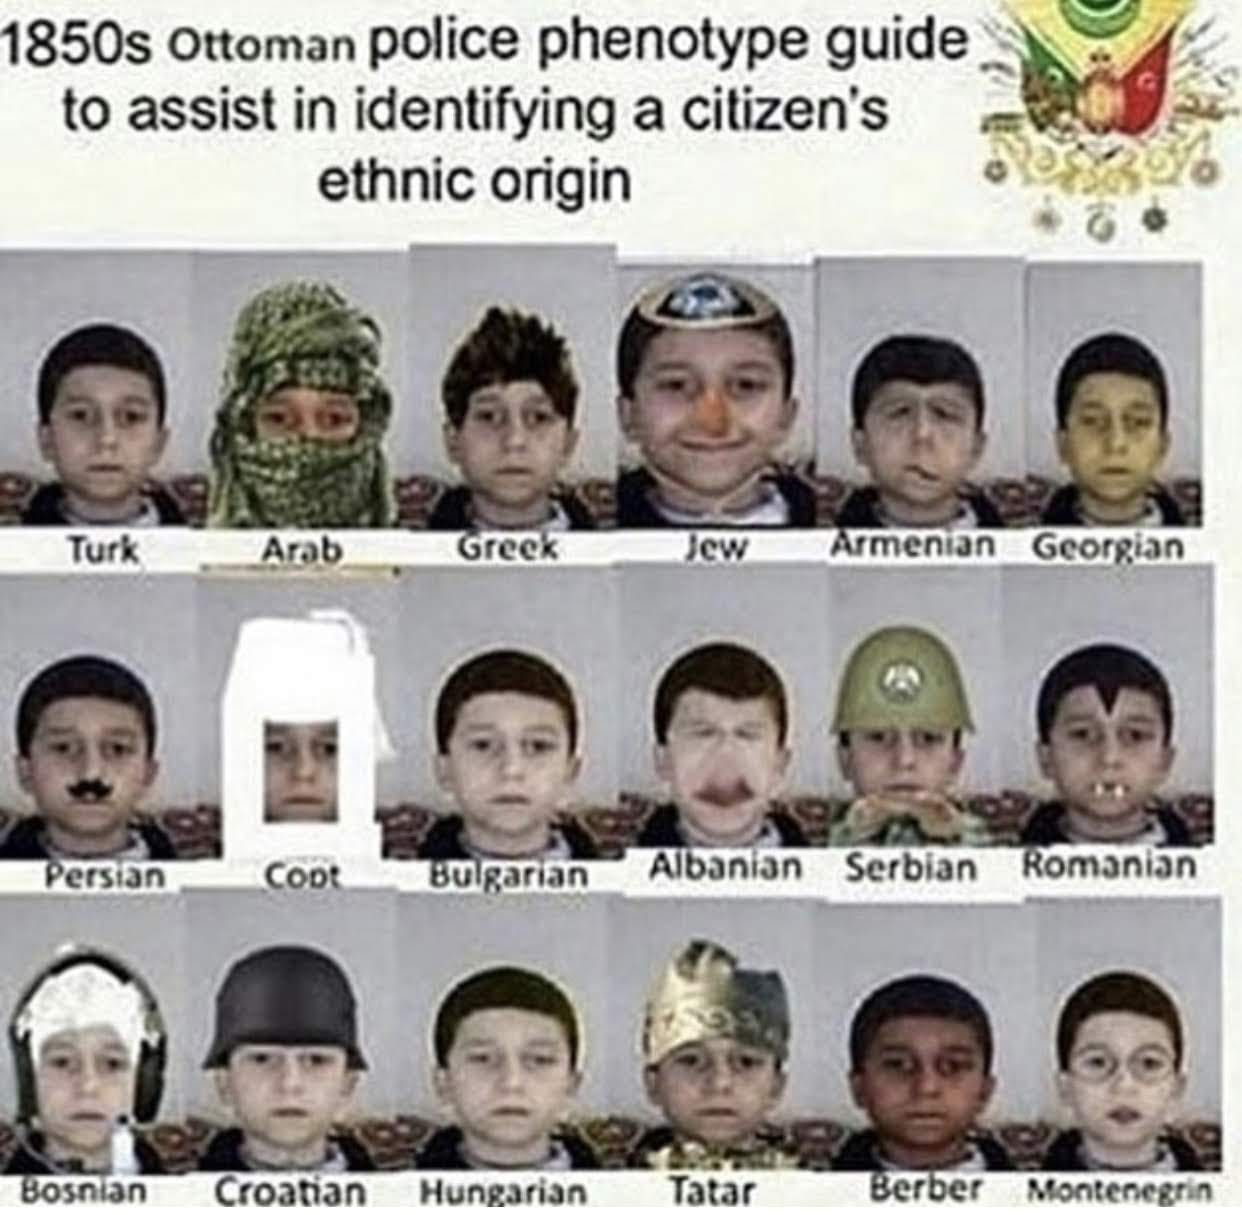 1850s Ottoman police phenotype guide
to assist in identifying a citizen's
ethnic origin
Turk Arab Greek Jew Armenian Georgian
Persian Copt Bulgarian Albanian Serbian Romanian
Bosnian Croatian Hungarian Tatar Berber Montenegrin